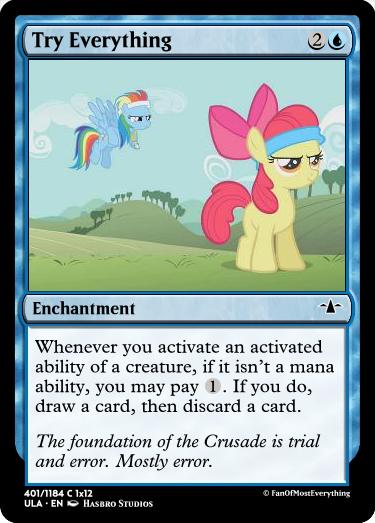 Try Everything 2
Enchantment
Whenever you activate an activated
ability of a creature, if it isn't a mana
ability, you may pay 1. If you do,
draw a card, then discard a card.
The foundation of the Crusade is trial
and error. Mostly error.
401/1184 C 1x12
ULA • EN Hasbro Studios
© FanOfMostEverything